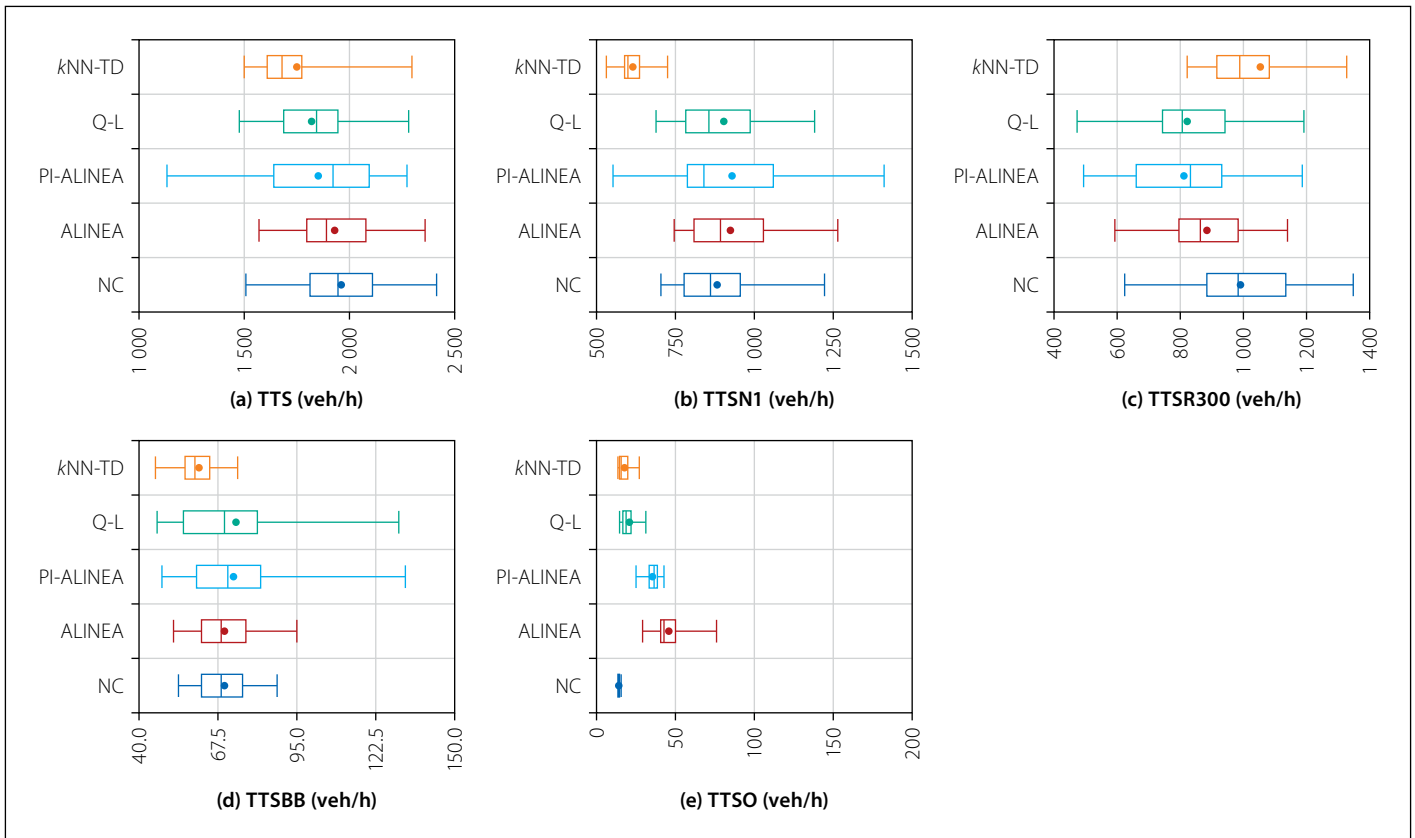 kNN-TD
Q-L
PI-ALINEA
ALINEA
NC
1 000
1 500
2 000
2 500
(a) TTS (veh/h)
kNN-TD
Q-L
PI-ALINEA
ALINEA
NC
500
750
1 000
1 250
1 500
(b) TTSN1 (veh/h)
kNN-TD
Q-L
PI-ALINEA
ALINEA
NC
400
600
800
1 000
1 200
1 400
(c) TTSR300 (veh/h)
kNN-TD
Q-L
PI-ALINEA
ALINEA
NC
40.0
67.5
95.0
122.5
150.0
(d) TTSBB (veh/h)
kNN-TD
Q-L
PI-ALINEA
ALINEA
NC
0
50
100
150
200
(e) TTSO (veh/h)